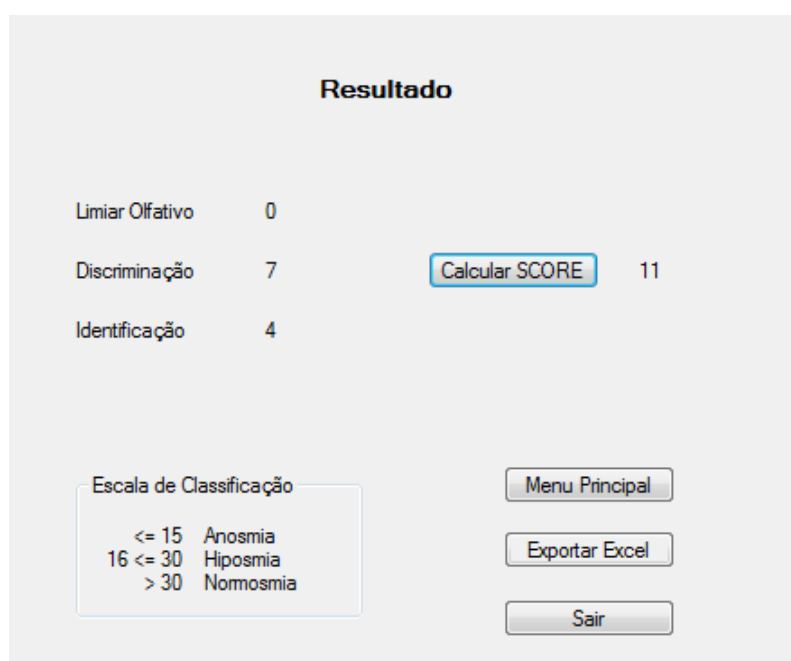 Resultado
Limiar Olfativo 0
Discriminação 7 Calcular SCORE 11
Identificação 4
Escala de Classificação
<= 15 Anosmia
16 <= 30 Hiposmia
> 30 Normosmia
Menu Principal
Exportar Excel
Sair